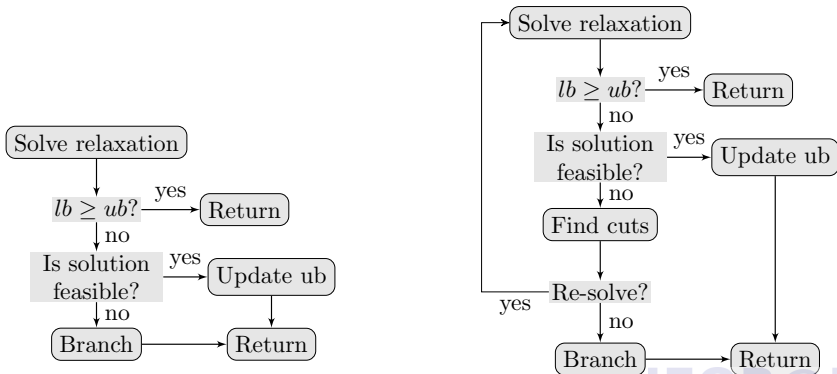 Solve relaxation
lb ≥ ub?
yes
Return
no
Is solution
feasible?
yes
Update ub
no
Branch
Return
Solve relaxation
lb ≥ ub?
yes
Return
no
Is solution
feasible?
yes
Update ub
no
Find cuts
Re-solve?
yes
no
Branch
Return